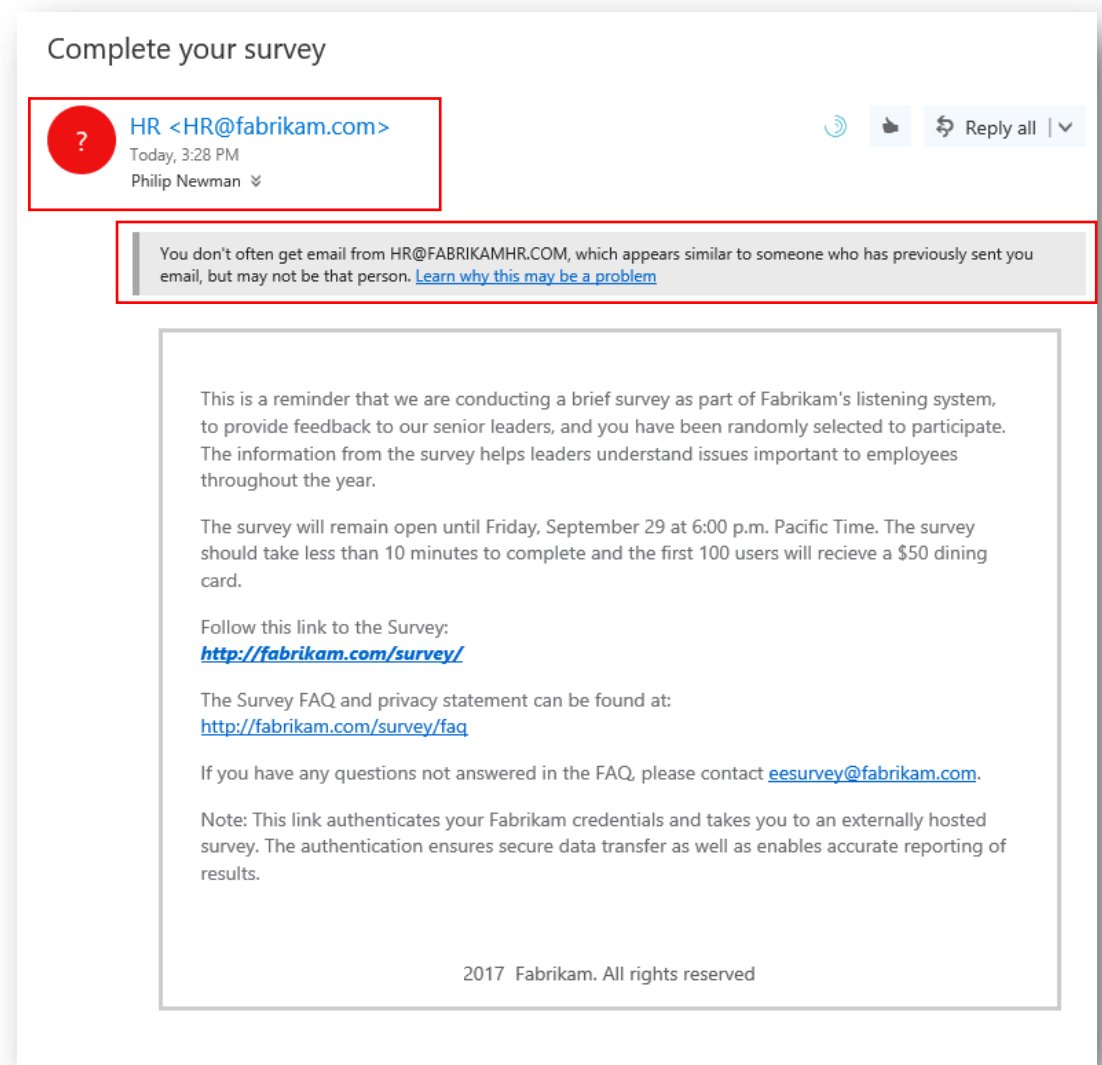 Complete your survey
?
HR <HR@fabrikam.com>
Today, 3:28 PM
Philip Newman
Reply all
You don't often get email from HR@FABRIKAMHR.COM, which appears similar to someone who has previously sent you
email, but may not be that person. Learn why this may be a problem
This is a reminder that we are conducting a brief survey as part of Fabrikam's listening system,
to provide feedback to our senior leaders, and you have been randomly selected to participate.
The information from the survey helps leaders understand issues important to employees
throughout the year.
The survey will remain open until Friday, September 29 at 6:00 p.m. Pacific Time. The survey
should take less than 10 minutes to complete and the first 100 users will recieve a $50 dining
card.
Follow this link to the Survey:
http://fabrikam.com/survey/
The Survey FAQ and privacy statement can be found at:
http://fabrikam.com/survey/faq
If you have any questions not answered in the FAQ, please contact eesurvey@fabrikam.com.
Note: This link authenticates your Fabrikam credentials and takes you to an externally hosted
survey. The authentication ensures secure data transfer as well as enables accurate reporting of
results.
2017 Fabrikam. All rights reserved